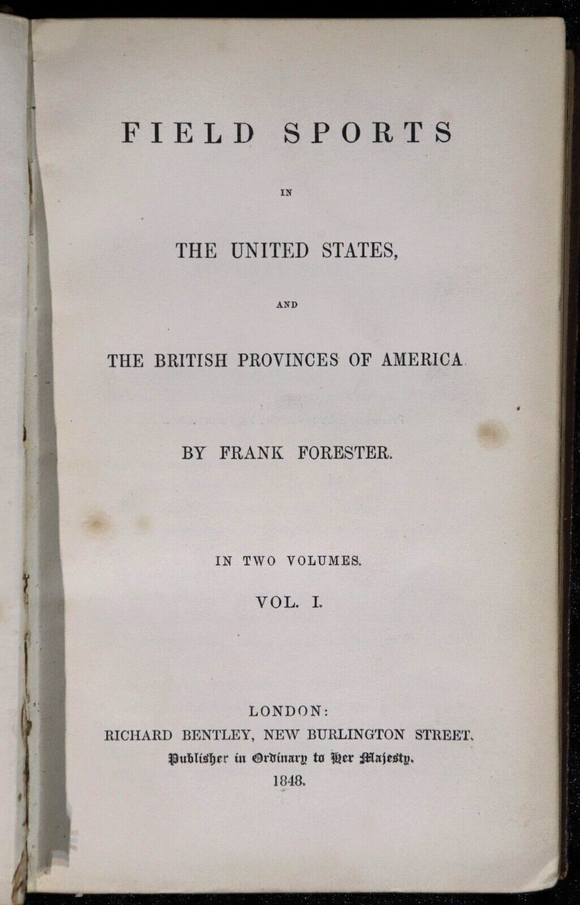 FIELD SPORTS
IN
THE UNITED STATES,
AND
THE BRITISH PROVINCES OF AMERICA.
BY FRANK FORESTER.
IN TWO VOLUMES.
VOL. I.
LONDON:
RICHARD BENTLEY, NEW BURLINGTON STREET,
Publisher in Ordinary to Her Majesty.
1848.